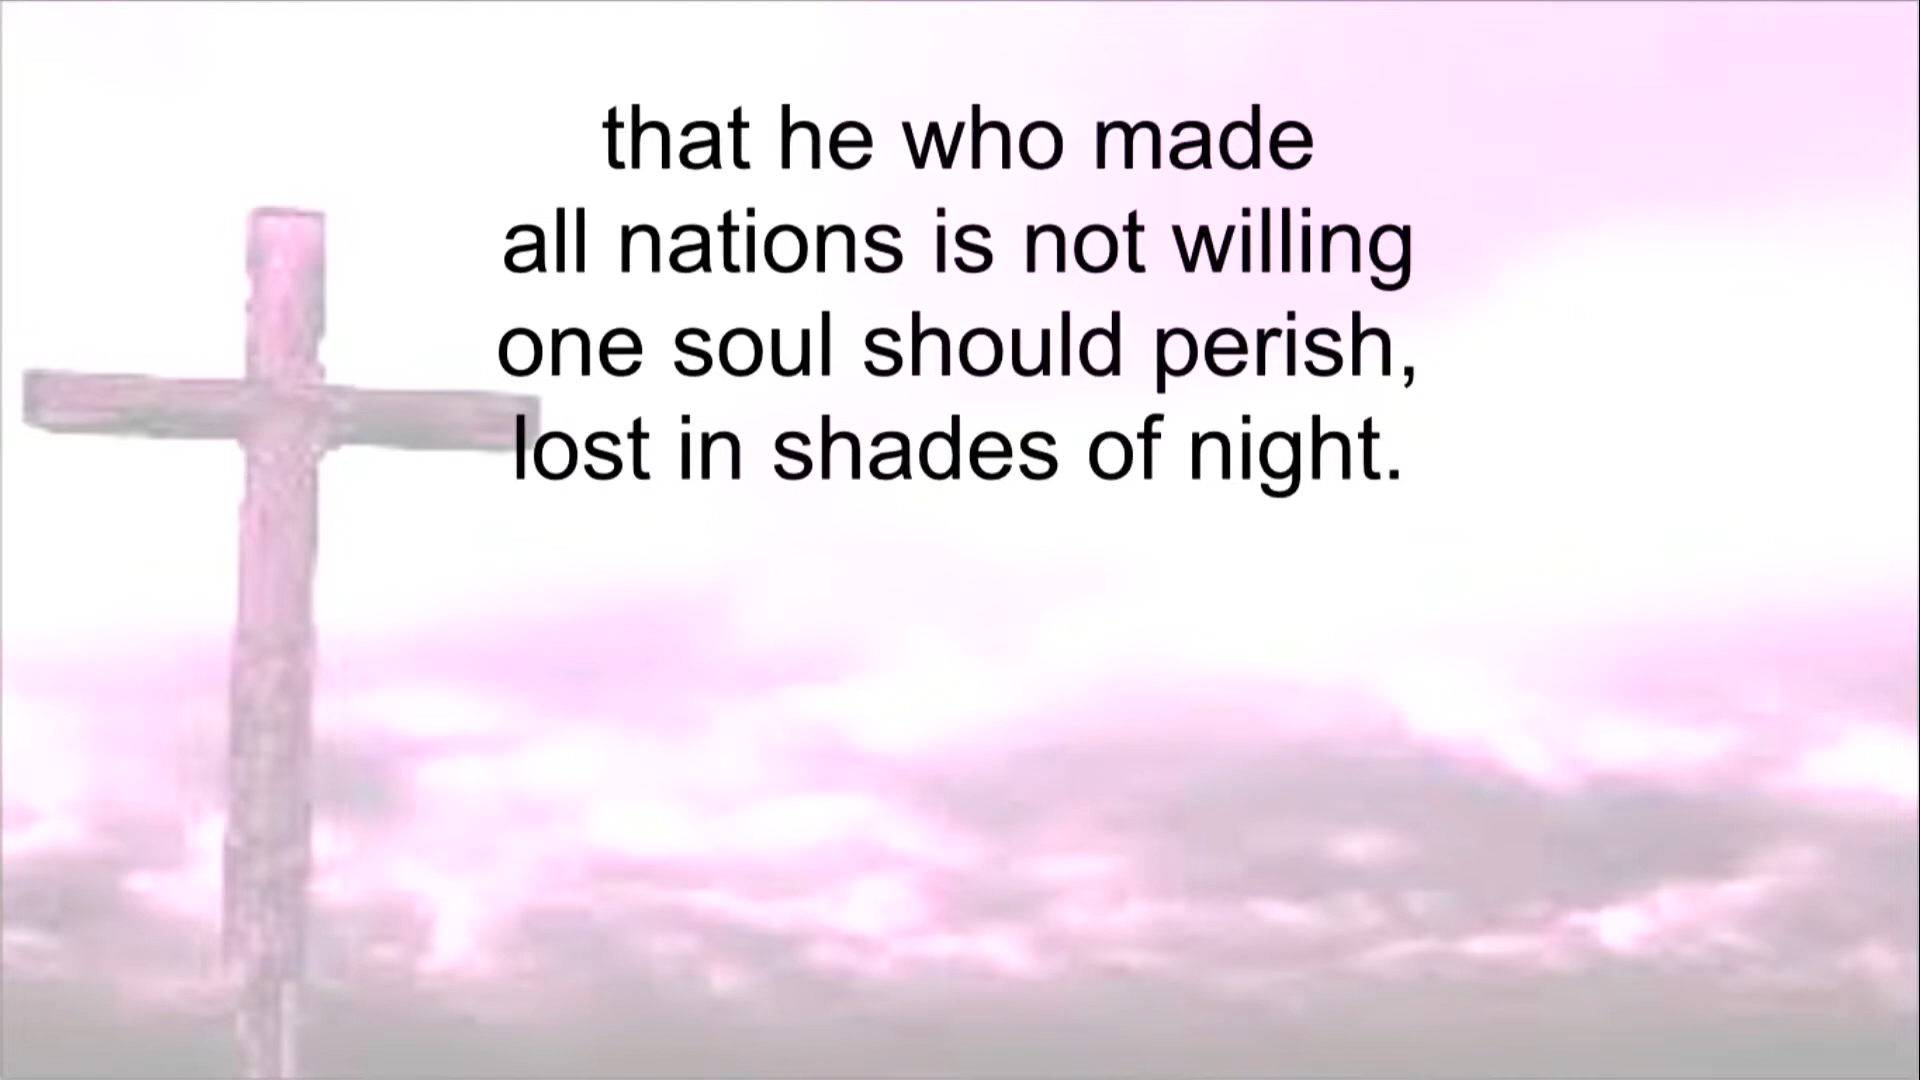 that he who made
all nations is not willing
one soul should perish,
lost in shades of night.